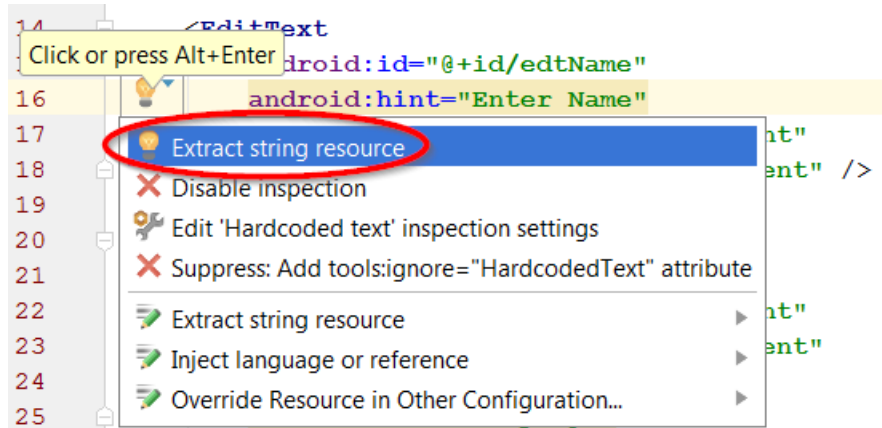 14 <EditText
Click or press Alt+Enter
android:id="@+id/edtName"
16 android:hint="Enter Name"
17 nt"
Extract string resource
18 ent" />
Disable inspection
19
Edit 'Hardcoded text' inspection settings
20
Suppress: Add tools:ignore="HardcodedText" attribute
21
22 nt"
Extract string resource
23 ent"
Inject language or reference
24
Override Resource in Other Configuration...
25